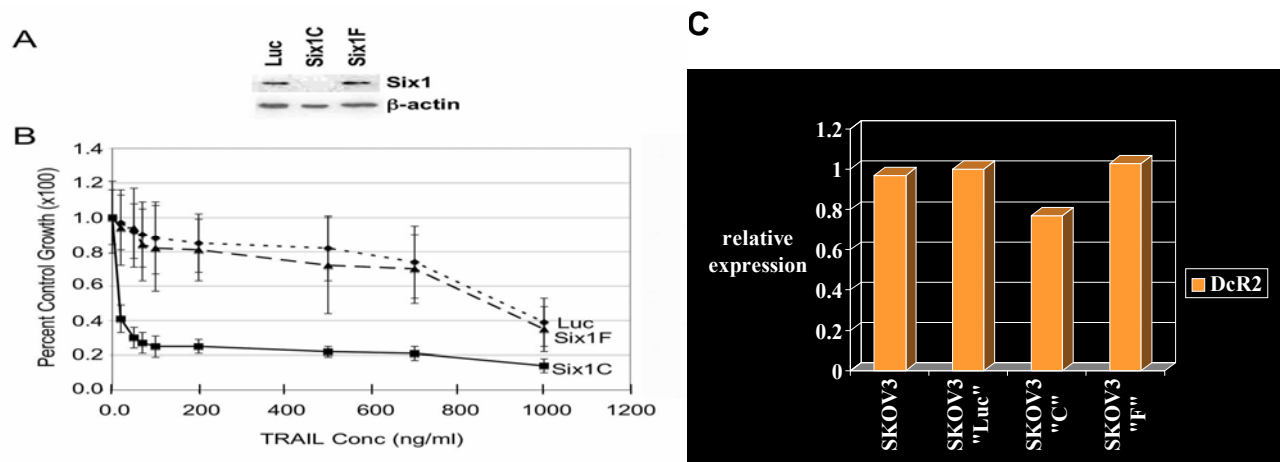 A
Luc
Six1C
Six1F
Six1
β-actin
B
Percent Control Growth (x100)
1.4
1.2
1.0
0.8
0.6
0.4
0.2
0.0
0.0
200
400
600
800
1000
1200
TRAIL Conc (ng/ml)
Luc
Six1F
Six1C
C
relative
expression
1.2
1
0.8
0.6
0.4
0.2
0
SKOV3
SKOV3
"Luc"
SKOV3
"C"
SKOV3
"F"
DcR2